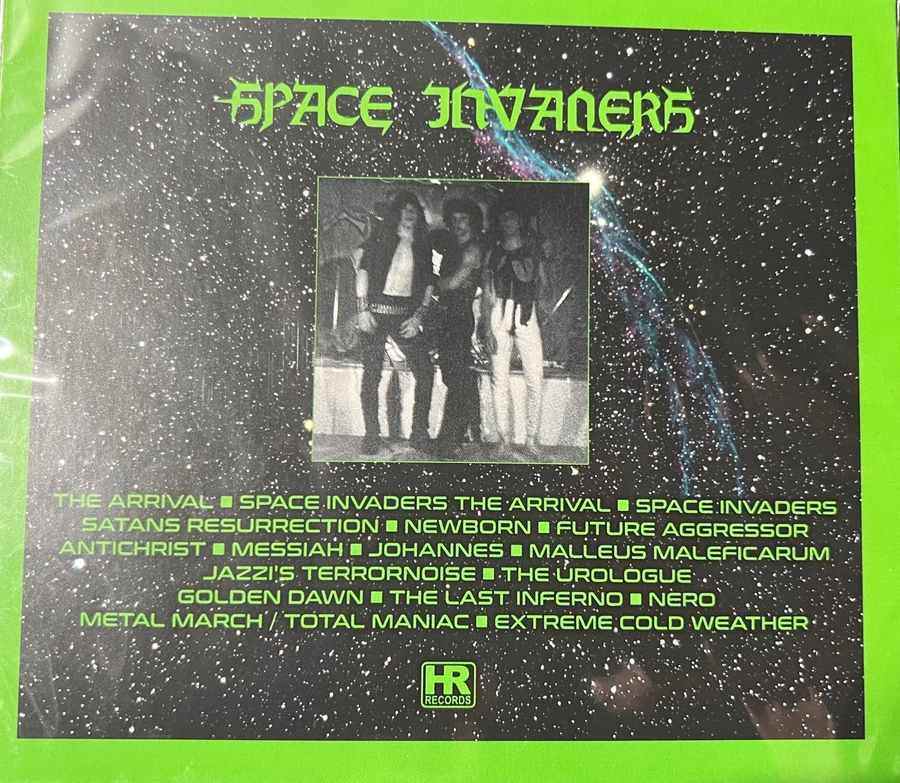 SPACE INVADERS
THE ARRIVAL ■ SPACE INVADERS THE ARRIVAL ■ SPACE INVADERS
SATANS RESURRECTION ■ NEWBORN ■ FUTURE AGGRESSOR
ANTICHRIST ■ MESSIAH ■ JOHANNES ■ MALLEUS MALEFICARUM
JAZZI'S TERRORNOISE ■ THE UROLOGUE
GOLDEN DAWN ■ THE LAST INFERNO ■ NERO
METAL MARCH / TOTAL MANIAC ■ EXTREME COLD WEATHER
HR
RECORDS